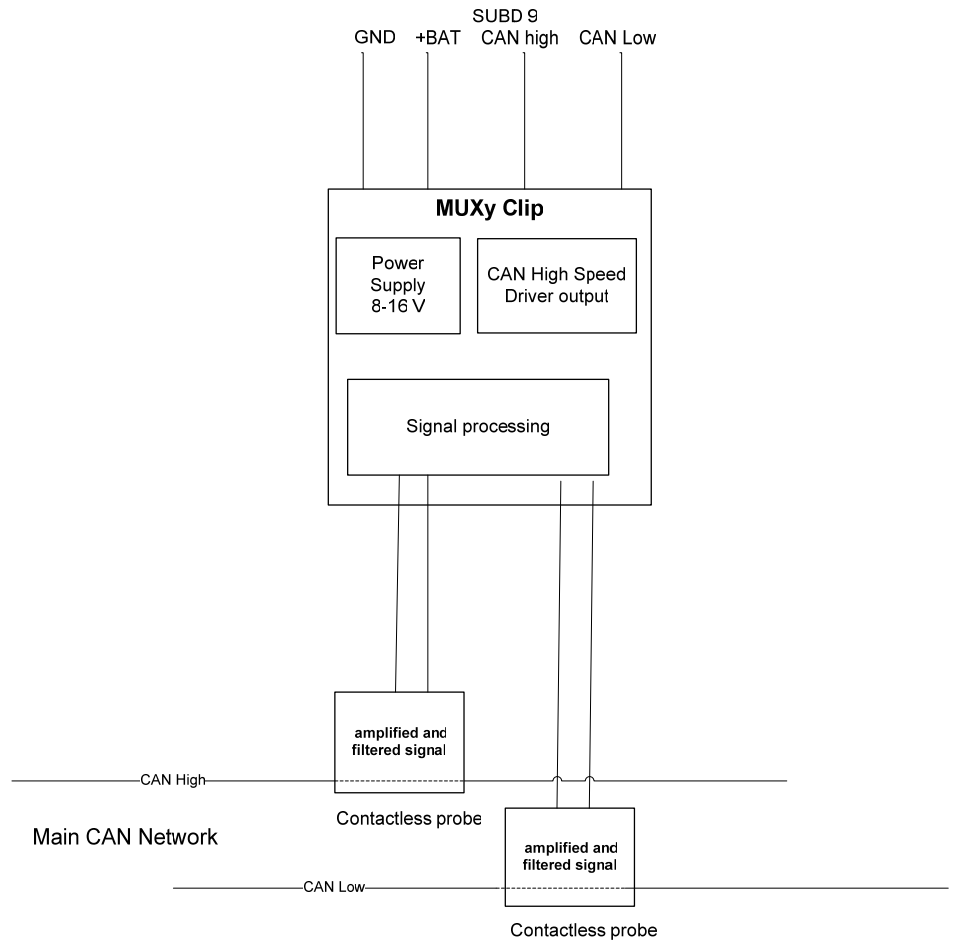 SUBD 9
GND +BAT CAN high CAN Low
MUXy Clip
Power
Supply
8-16 V
CAN High Speed
Driver output
Signal processing
amplified and
filtered signal
CAN High
Contactless probe
Main CAN Network
amplified and
filtered signal
CAN Low
Contactless probe